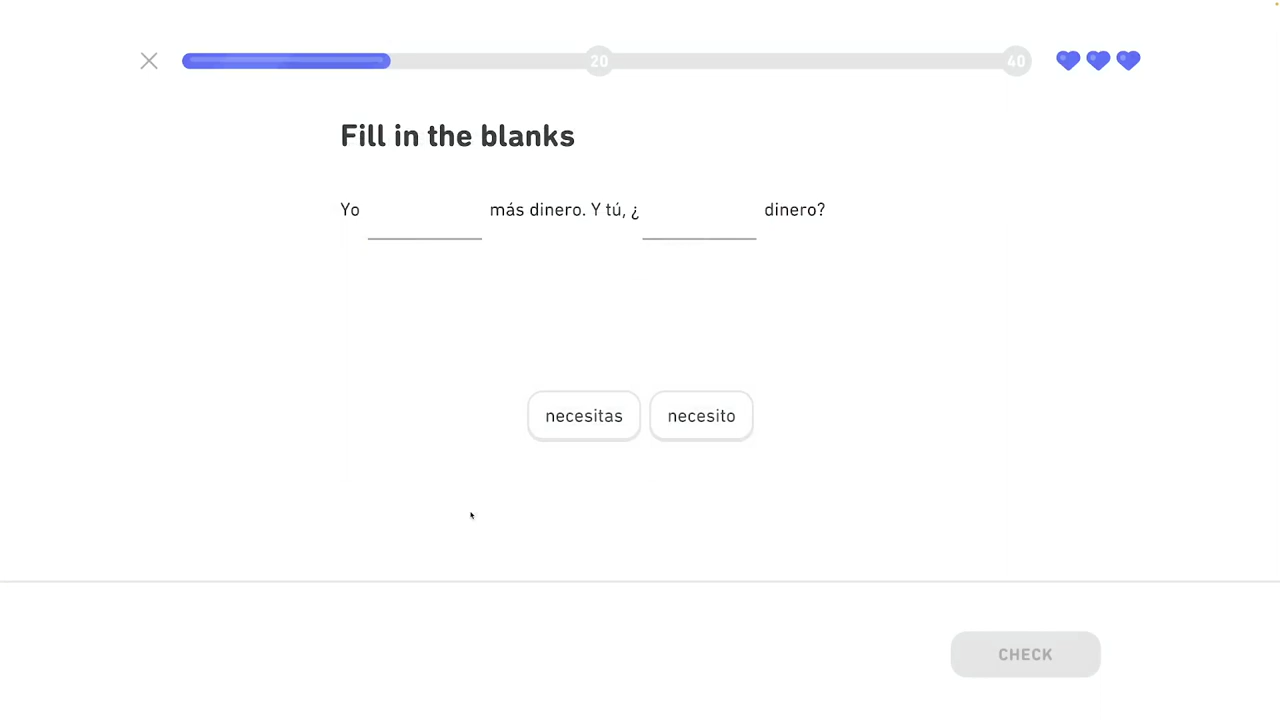 20 40
Fill in the blanks
Yo más dinero. Y tú, ¿ dinero?
necesitas necesito
CHECK